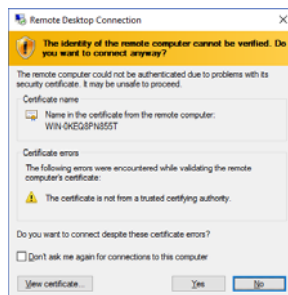 Remote Desktop Connection
The identity of the remote computer cannot be verified. Do
you want to connect anyway?
The remote computer could not be authenticated due to problems with its
security certificate. It may be unsafe to proceed.
Certificate name
Name in the certificate from the remote computer:
WIN-0KEQ8PN855T
Certificate errors
The following errors were encountered while validating the remote
computer's certificate:
The certificate is not from a trusted certifying authority.
Do you want to connect despite these certificate errors?
Don't ask me again for connections to this computer
View certificate...
Yes
No